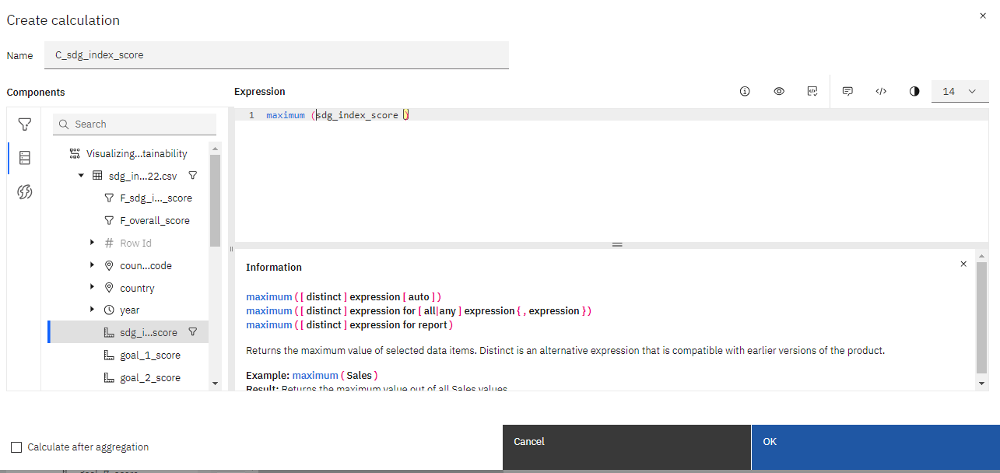 Create calculation
Name
C_sdg_index_score
Components
Expression
14
Search
1 maximum (sdg_index_score )
Visualizing...tainability
sdg_in...22.csv
F_sdg_i..._score
F_overall_score
# Row Id
coun...code
country
year
sdg_i...score
goal_1_score
goal_2_score
Information
maximum ( [ distinct ] expression [ auto ] )
maximum ( [ distinct ] expression for [ all|any ] expression { , expression } )
maximum ( [ distinct ] expression for report )
Returns the maximum value of selected data items. Distinct is an alternative expression that is compatible with earlier versions of the product.
Example: maximum ( Sales )
Result: Returns the maximum value out of all Sales values
Calculate after aggregation
Cancel
OK